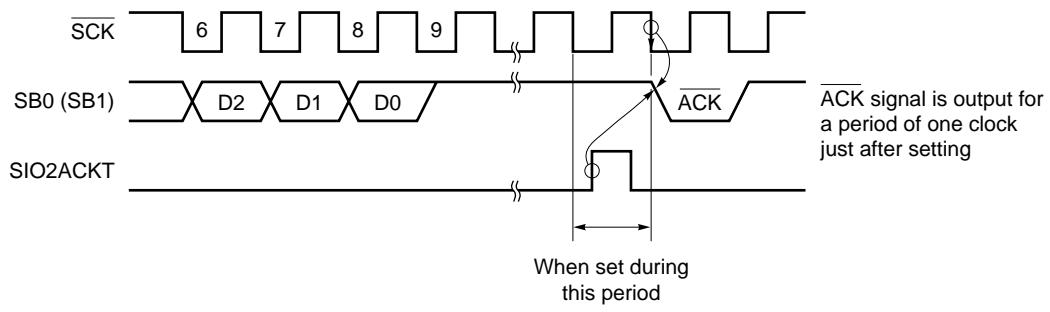 SCK 6 7 8 9
SB0 (SB1) D2 D1 D0 ACK
ACK signal is output for
a period of one clock
just after setting
SIO2ACKT
When set during
this period